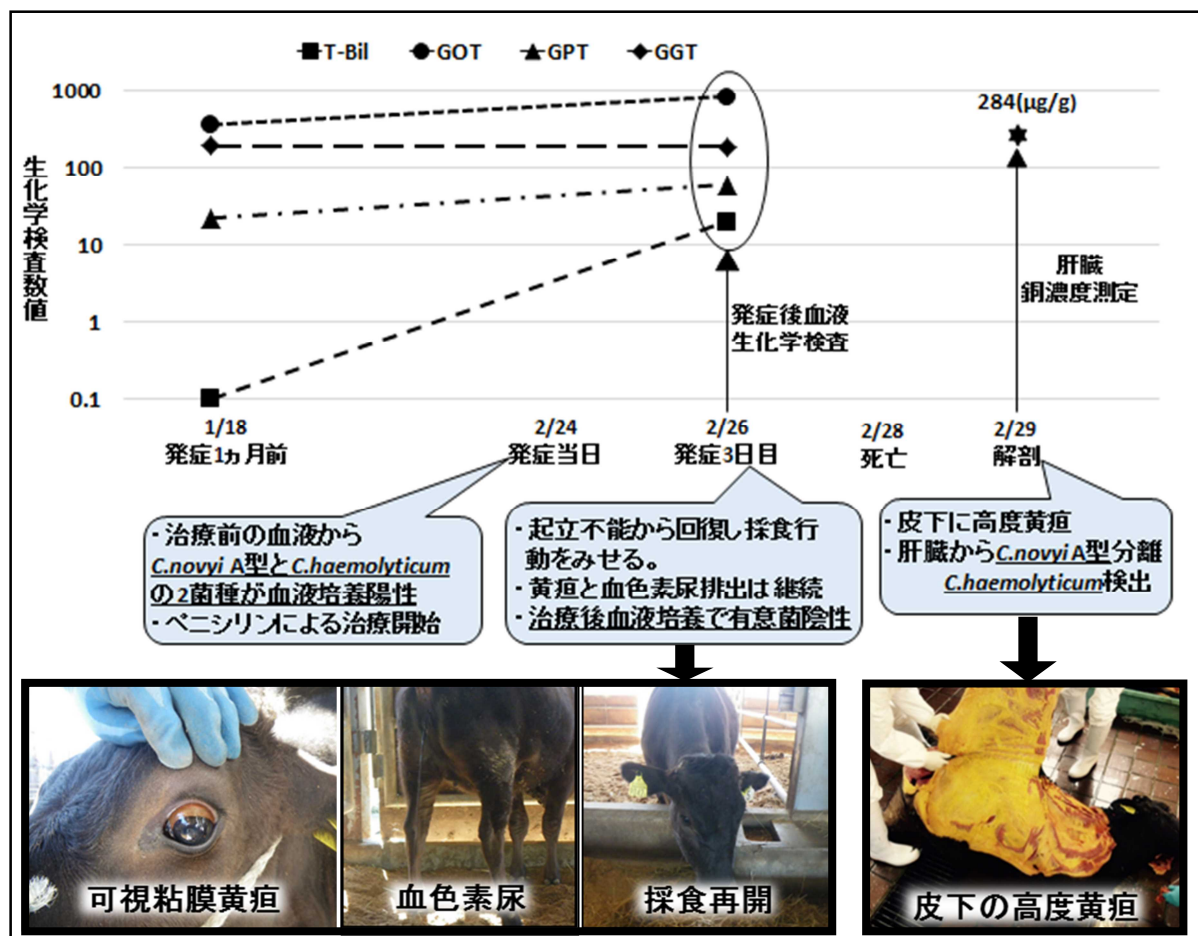 T-Bil GOT GPT GGT
1000
100
10
1
0.1
生化学検査数値
284(μg/g)
発症後血液
生化学検査
肝臓
銅濃度測定
1/18
発症1ヵ月前
2/24
発症当日
2/26
発症3日目
2/28
死亡
2/29
解剖
・治療前の血液から
C.novyi A型とC.haemolyticum
の2菌種が血液培養陽性
・ペニシリンによる治療開始
・起立不能から回復し採食行
動をみせる。
・黄疸と血色素尿排出は継続
・治療後血液培養で有意菌陰性
・皮下に高度黄疸
・肝臓からC.novyi A型分離
C.haemolyticum検出
可視粘膜黄疸
血色素尿
採食再開
皮下の高度黄疸